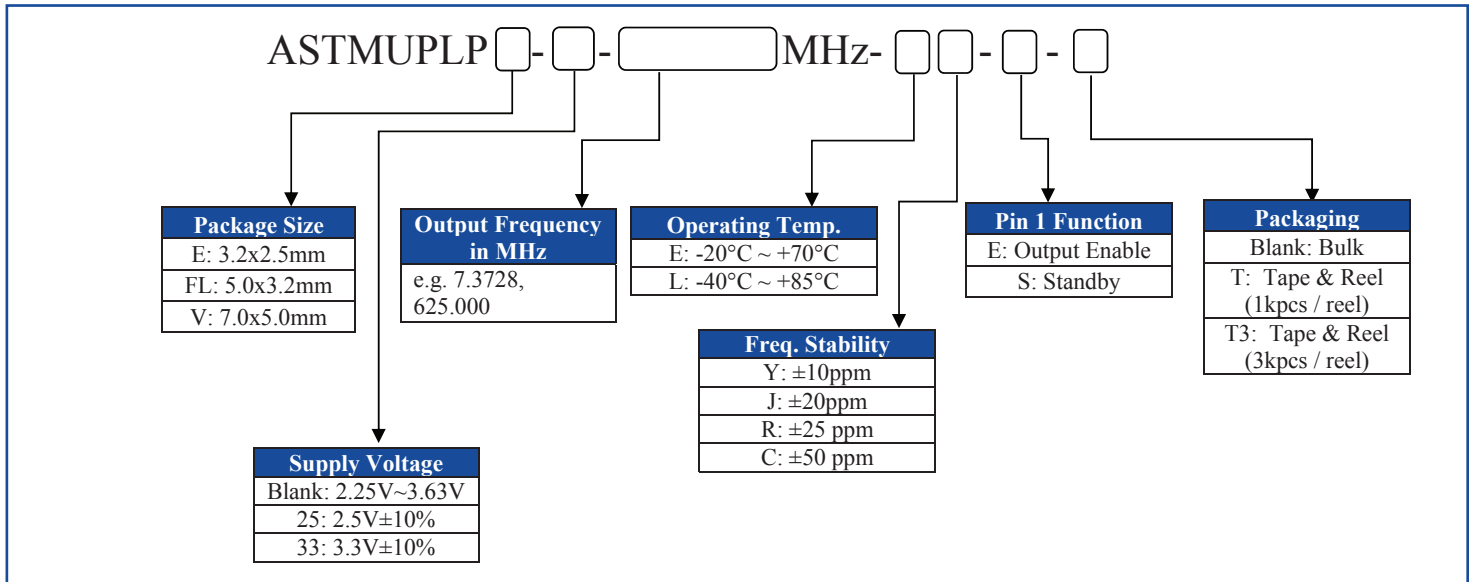 ASTMUPLP - - MHz- - -
Package Size
E: 3.2x2.5mm
FL: 5.0x3.2mm
V: 7.0x5.0mm
Output Frequency
in MHz
e.g. 7.3728,
625.000
Operating Temp.
E: -20°C ~ +70°C
L: -40°C ~ +85°C
Pin 1 Function
E: Output Enable
S: Standby
Packaging
Blank: Bulk
T: Tape & Reel
(1kpcs / reel)
T3: Tape & Reel
(3kpcs / reel)
Freq. Stability
Y: ±10ppm
J: ±20ppm
R: ±25 ppm
C: ±50 ppm
Supply Voltage
Blank: 2.25V~3.63V
25: 2.5V±10%
33: 3.3V±10%